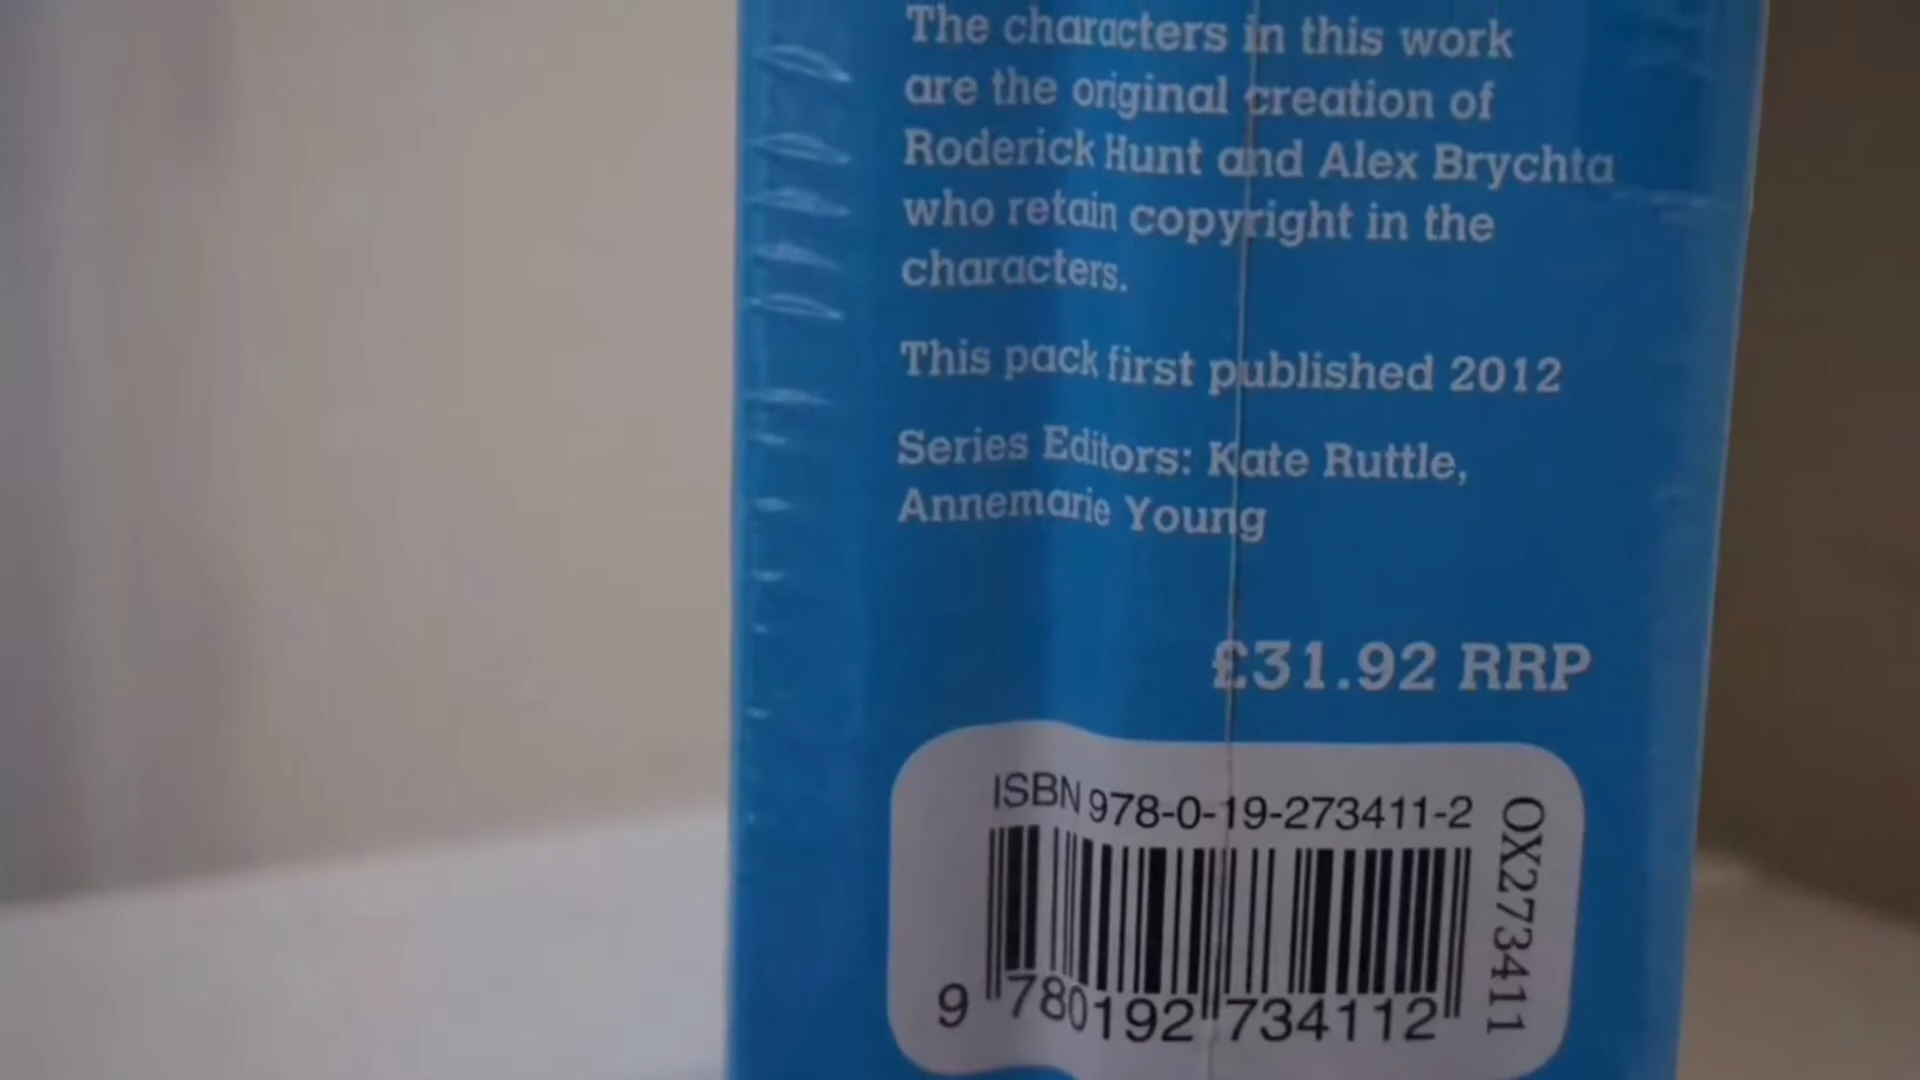 The characters in this work
are the original creation of
Roderick Hunt and Alex Brychta
who retain copyright in the
characters.
This pack first published 2012
Series Editors: Kate Ruttle,
Annemarie Young
£31.92 RRP
ISBN 978-0-19-273411-2
OX273411
9 780192 734112